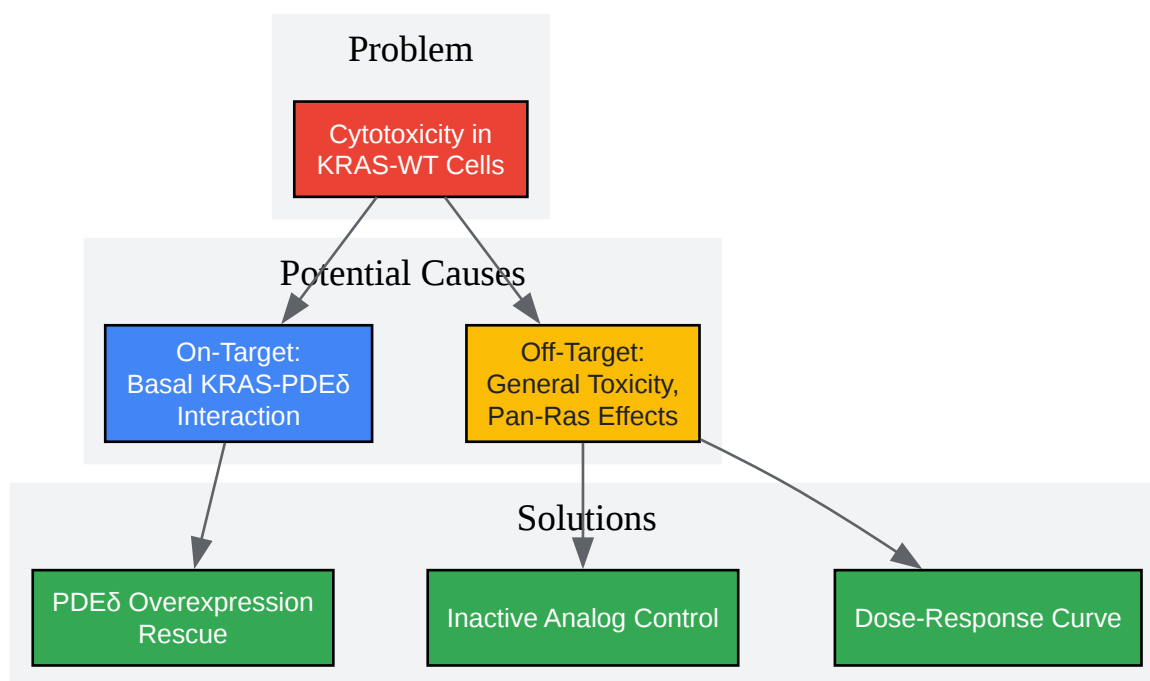 Problem
Cytotoxicity in
KRAS-WT Cells
Potential Causes
On-Target:
Basal KRAS-PDEδ
Interaction
Off-Target:
General Toxicity,
Pan-Ras Effects
Solutions
PDEδ Overexpression
Rescue
Inactive Analog Control
Dose-Response Curve